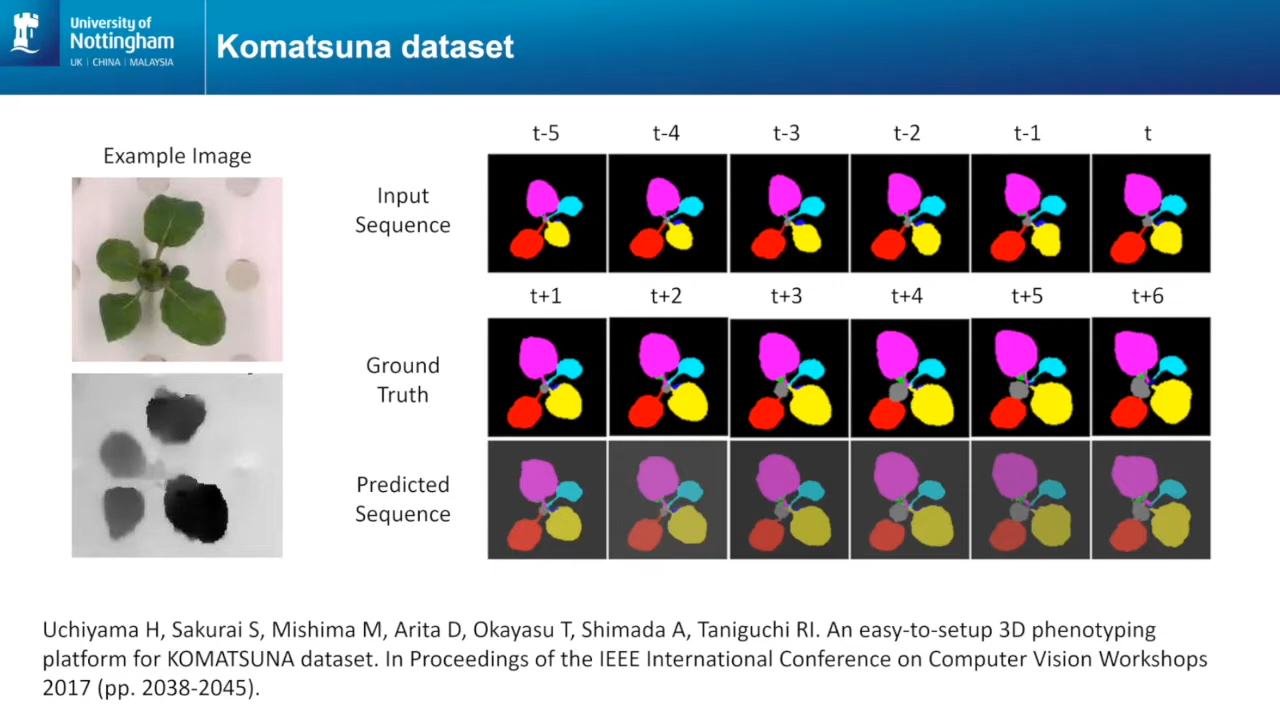 University of
Nottingham
UK | CHINA | MALAYSIA
Komatsuna dataset
Example Image
t-5 t-4 t-3 t-2 t-1 t
Input
Sequence
t+1 t+2 t+3 t+4 t+5 t+6
Ground
Truth
Predicted
Sequence
Uchiyama H, Sakurai S, Mishima M, Arita D, Okayasu T, Shimada A, Taniguchi RI. An easy-to-setup 3D phenotyping
platform for KOMATSUNA dataset. In Proceedings of the IEEE International Conference on Computer Vision Workshops
2017 (pp. 2038-2045).